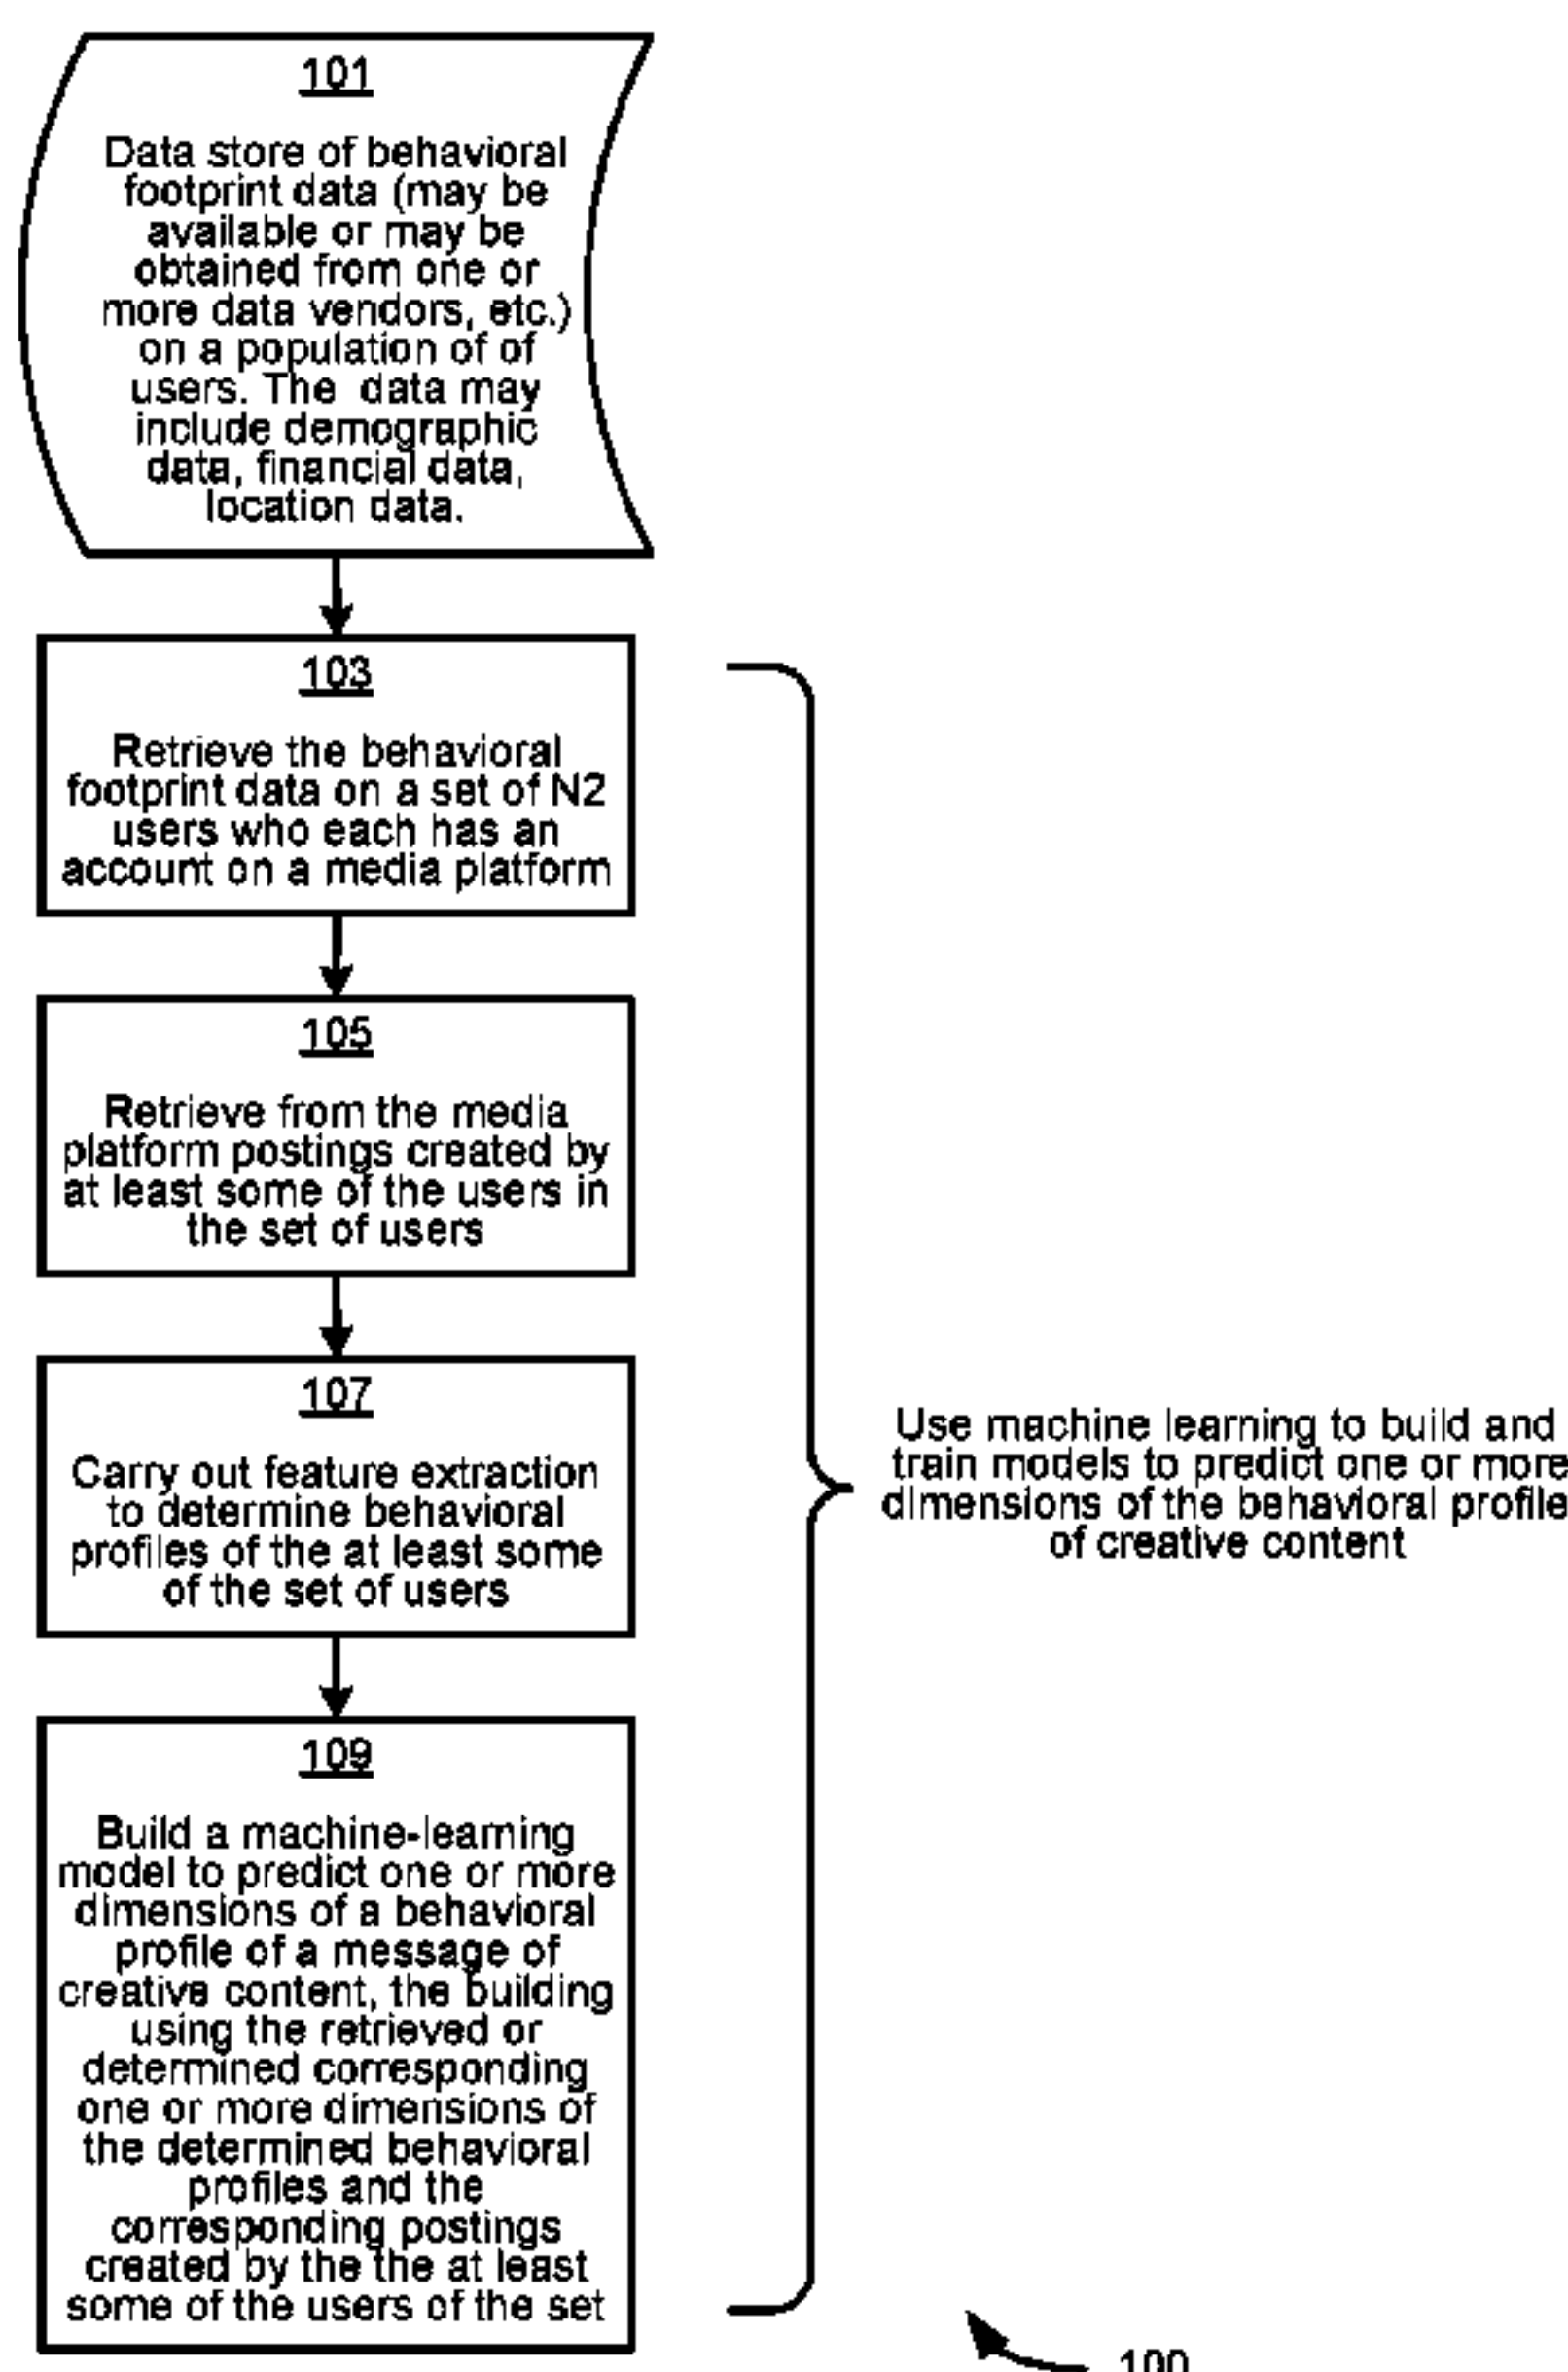 101
Data store of behavioral
footprint data (may be
available or may be
obtained from one or
more data vendors, etc.)
on a population of of
users. The data may
include demographic
data, financial data,
location data.
103
Retrieve the behavioral
footprint data on a set of N2
users who each has an
account on a media platform
105
Retrieve from the media
platform postings created by
at least some of the users in
the set of users
107
Carry out feature extraction
to determine behavioral
profiles of the at least some
of the set of users
109
Build a machine-learning
model to predict one or more
dimensions of a behavioral
profile of a message of
creative content, the building
using the retrieved or
determined corresponding
one or more dimensions of
the determined behavioral
profiles and the
corresponding postings
created by the the at least
some of the users of the set
Use machine learning to build and
train models to predict one or more
dimensions of the behavioral profile
of creative content
100